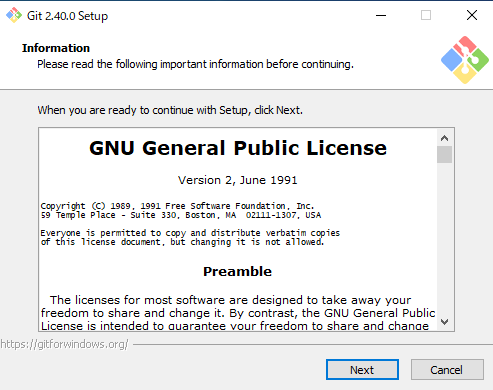 Git 2.40.0 Setup
Information
Please read the following important information before continuing.
When you are ready to continue with Setup, click Next.
GNU General Public License
Version 2, June 1991
Copyright (C) 1989, 1991 Free Software Foundation, Inc.
59 Temple Place - Suite 330, Boston, MA  02111-1307, USA
Everyone is permitted to copy and distribute verbatim copies
of this license document, but changing it is not allowed.
Preamble
The licenses for most software are designed to take away your
freedom to share and change it. By contrast, the GNU General Public
License is intended to guarantee your freedom to share and change
https://gitforwindows.org/
Next
Cancel